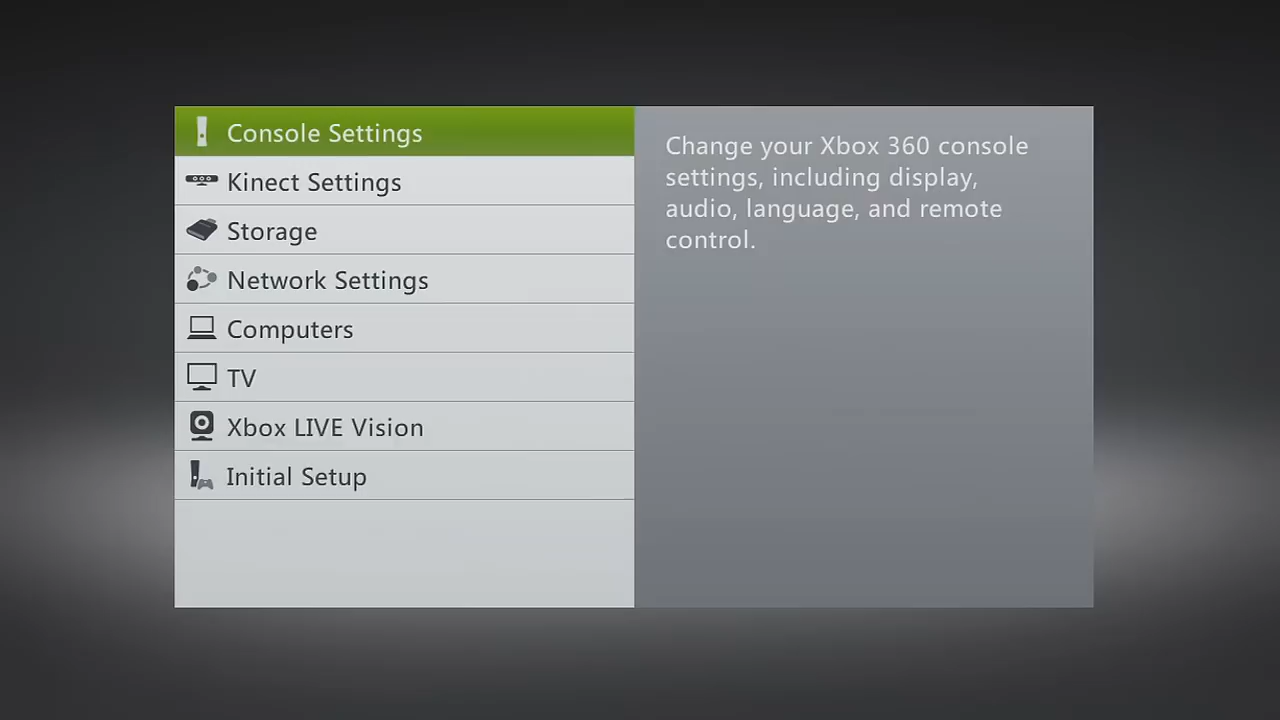 Console Settings
Kinect Settings
Storage
Network Settings
Computers
TV
Xbox LIVE Vision
Initial Setup
Change your Xbox 360 console
settings, including display,
audio, language, and remote
control.